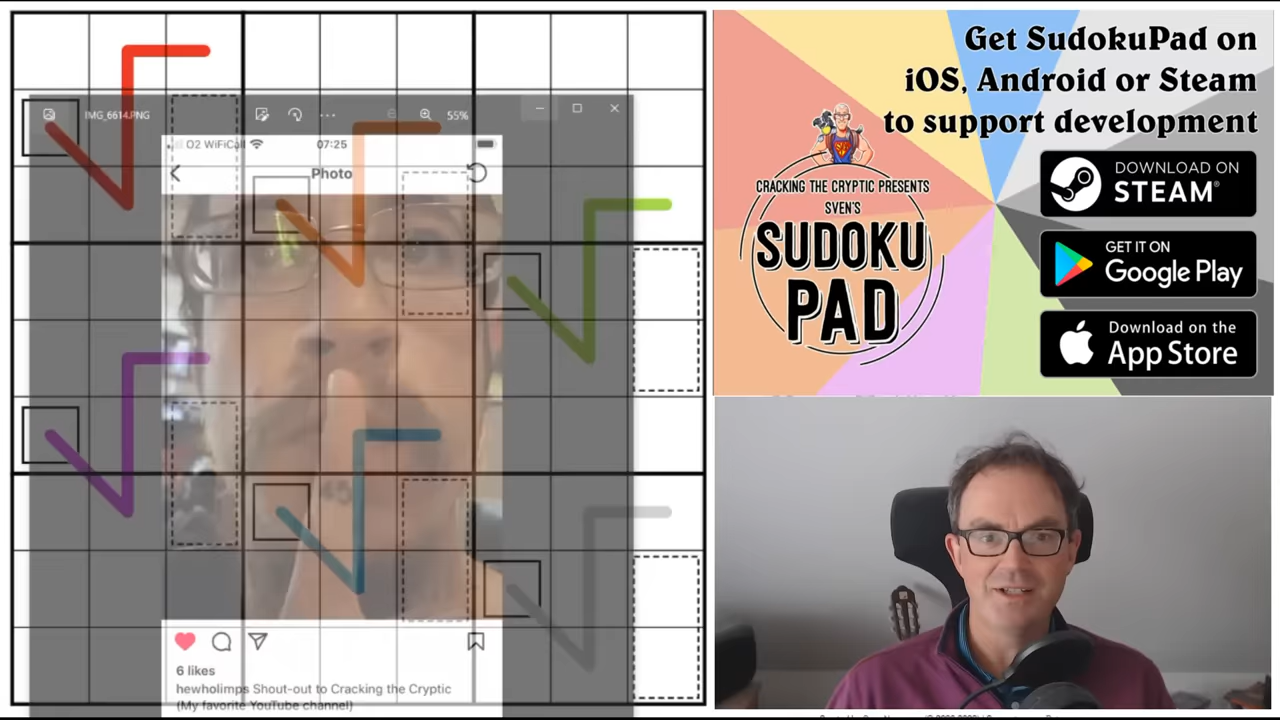 IMG_6614.PNG
55%
O2 WiFiCall
07:25
Photo
45
6 likes
hewholimps Shout-out to Cracking the Cryptic
(My favorite YouTube channel)
Get SudokuPad on
iOS, Android or Steam
to support development
CRACKING THE CRYPTIC PRESENTS
SVEN'S
SUDOKU
PAD
DOWNLOAD ON
STEAM
GET IT ON
Google Play
Download on the
App Store